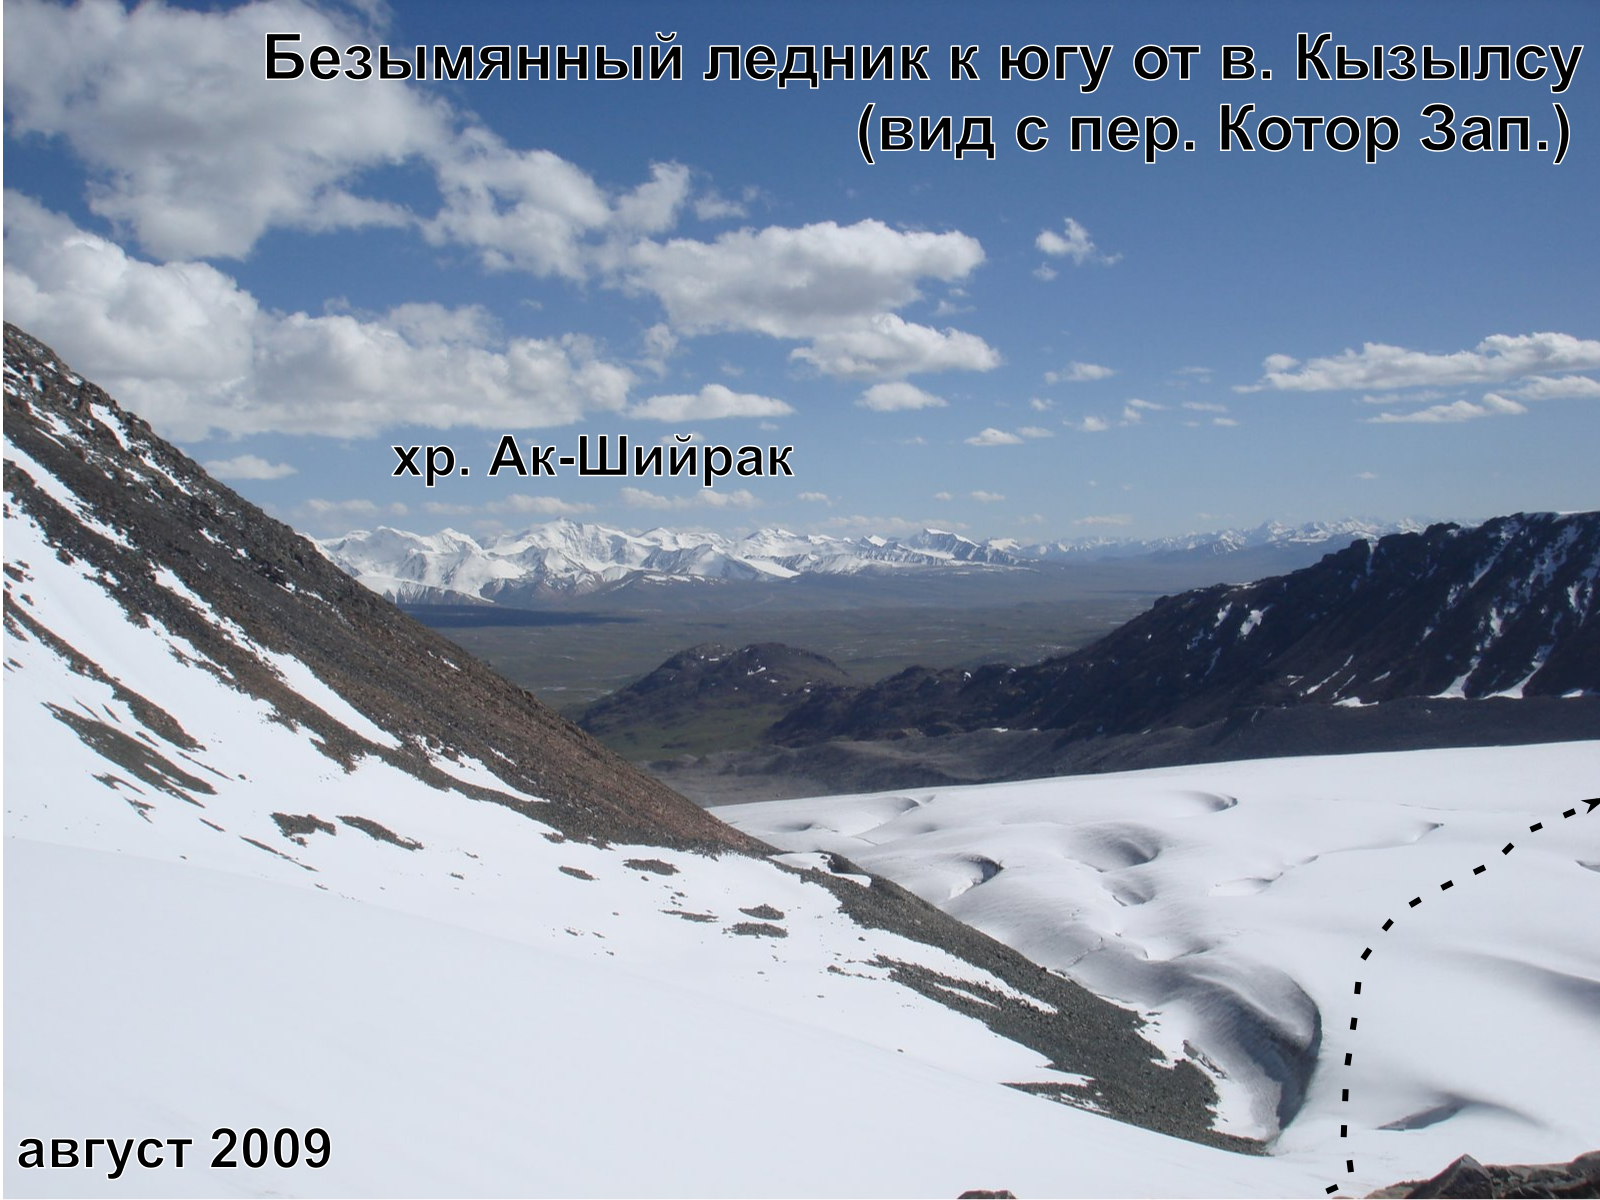 Безымянный ледник к югу от в. Кызылсу
(вид с пер. Котор Зап.)
хр. Ак-Шийрак
август 2009